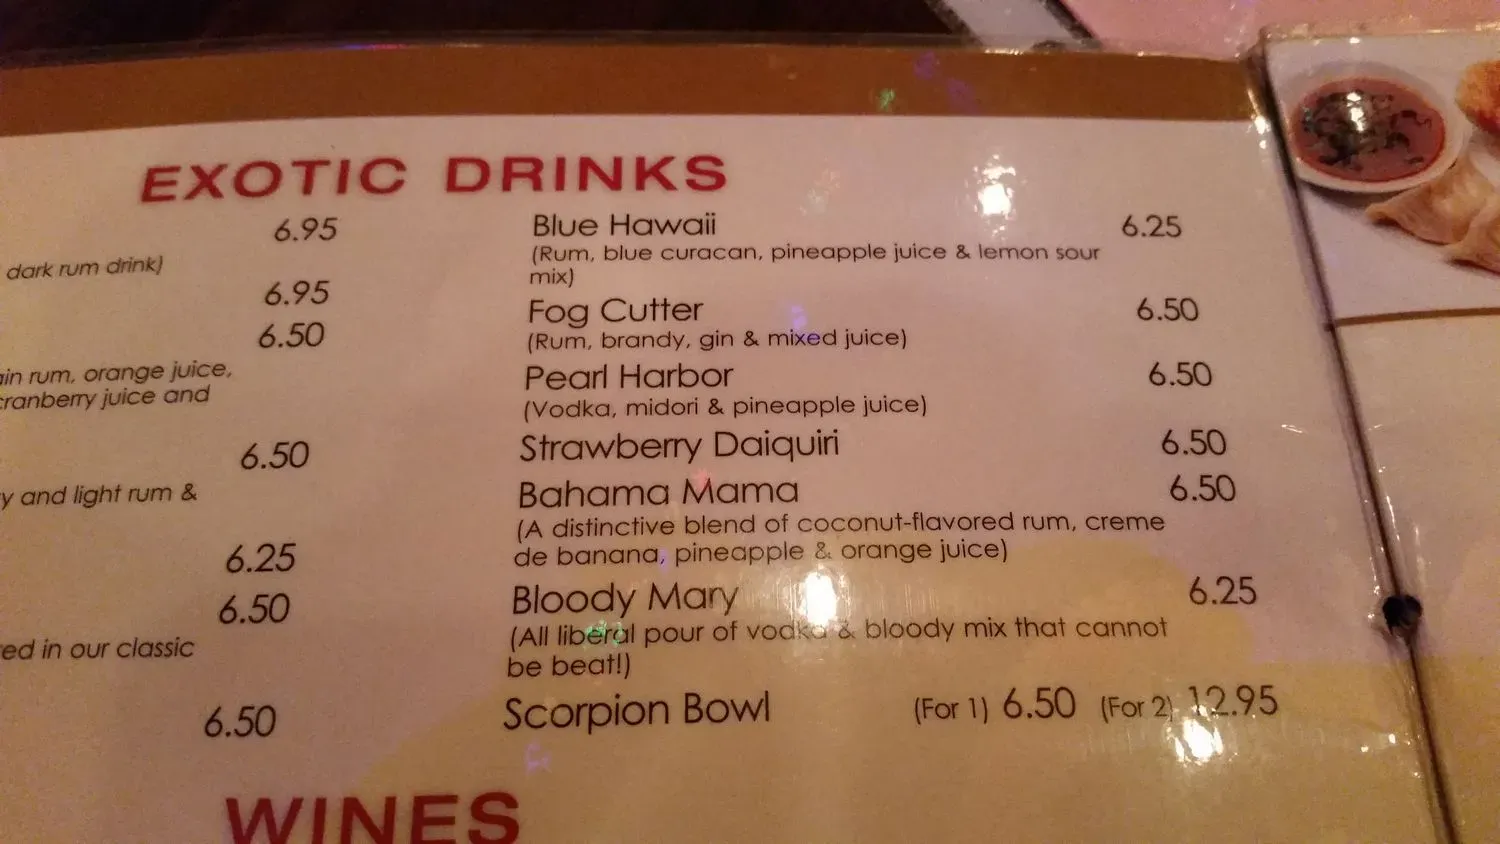 EXOTIC DRINKS
6.95
dark rum drink)
6.95
6.50
rum, orange juice,
cranberry juice and
6.50
and light rum &
6.25
6.50
in our classic
6.50
Blue Hawaii 6.25
(Rum, blue curacan, pineapple juice & lemon sour
mix)
Fog Cutter 6.50
(Rum, brandy, gin & mixed juice)
Pearl Harbor 6.50
(Vodka, midori & pineapple juice)
Strawberry Daiquiri 6.50
Bahama Mama 6.50
(A distinctive blend of coconut-flavored rum, creme
de banana, pineapple & orange juice)
Bloody Mary 6.25
(All liberal pour of vodka & bloody mix that cannot
be beat!)
Scorpion Bowl (For 1) 6.50 (For 2) 12.95
WINES